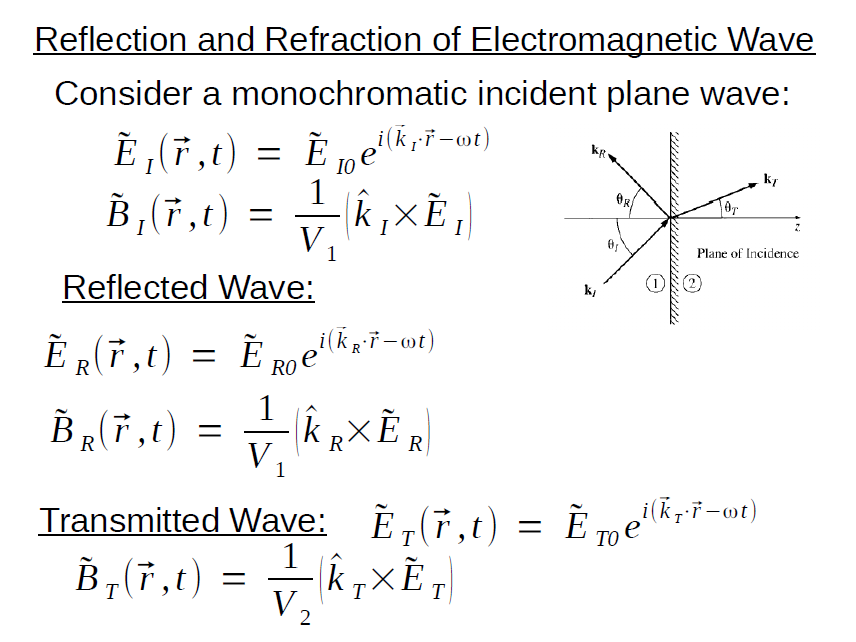 Reflection and Refraction of Electromagnetic Wave
Consider a monochromatic incident plane wave:
Ẽ_I(r⃗,t) = Ẽ_I0 e^{i(k⃗_I·r⃗−ωt)}
B̃_I(r⃗,t) = 1/V_1 (k̂_I×Ẽ_I)
k_R
θ_R
k_T
θ_T
z
θ_I
Plane of Incidence
k_I
① ②
Reflected Wave:
Ẽ_R(r⃗,t) = Ẽ_R0 e^{i(k⃗_R·r⃗−ωt)}
B̃_R(r⃗,t) = 1/V_1 (k̂_R×Ẽ_R)
Transmitted Wave: Ẽ_T(r⃗,t) = Ẽ_T0 e^{i(k⃗_T·r⃗−ωt)}
B̃_T(r⃗,t) = 1/V_2 (k̂_T×Ẽ_T)